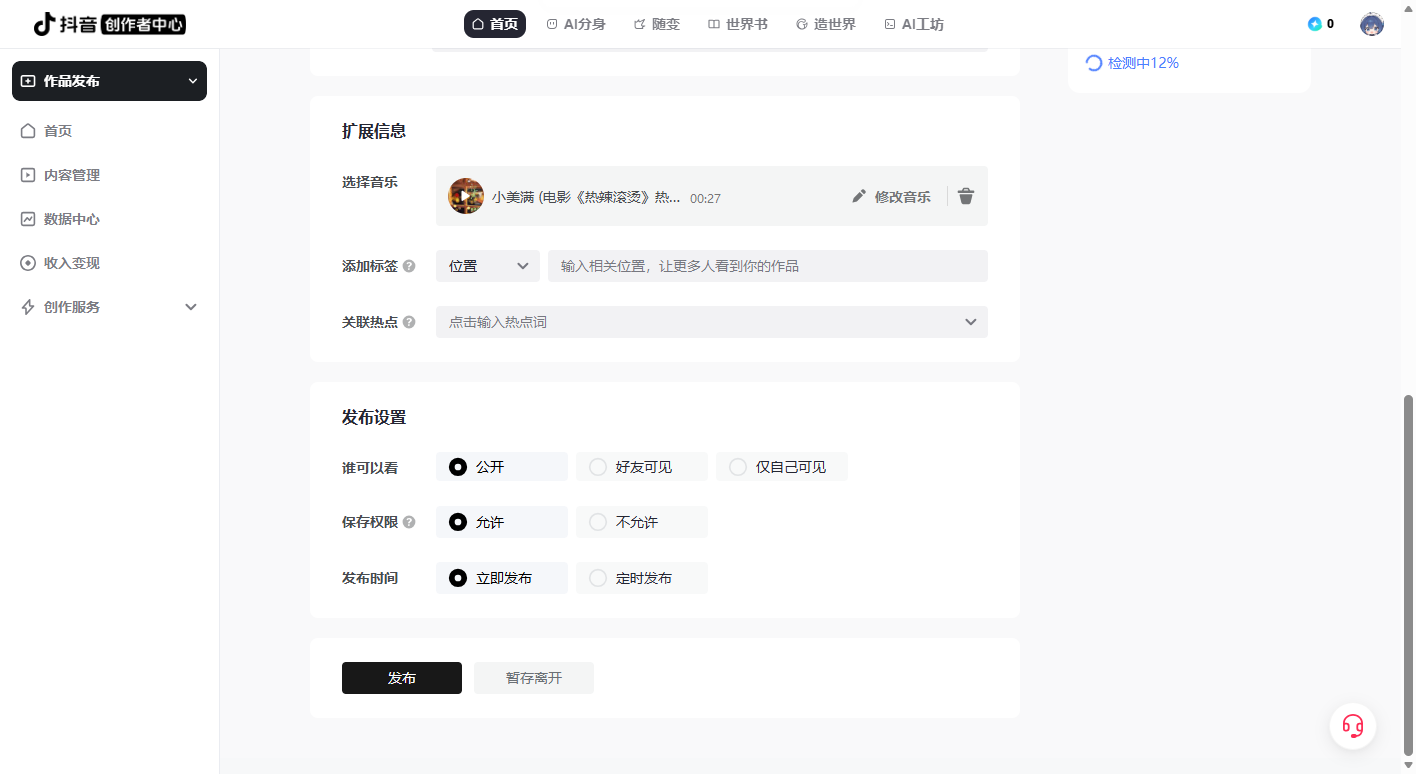 抖音 创作者中心
首页 AI分身 随变 世界书 造世界 AI工坊 0
作品发布
首页
内容管理
数据中心
收入变现
创作服务
检测中12%
扩展信息
选择音乐 小美满 (电影《热辣滚烫》热... 00:27 修改音乐
添加标签 ? 位置 输入相关位置，让更多人看到你的作品
关联热点 ? 点击输入热点词
发布设置
谁可以看 公开 好友可见 仅自己可见
保存权限 ? 允许 不允许
发布时间 立即发布 定时发布
发布 暂存离开